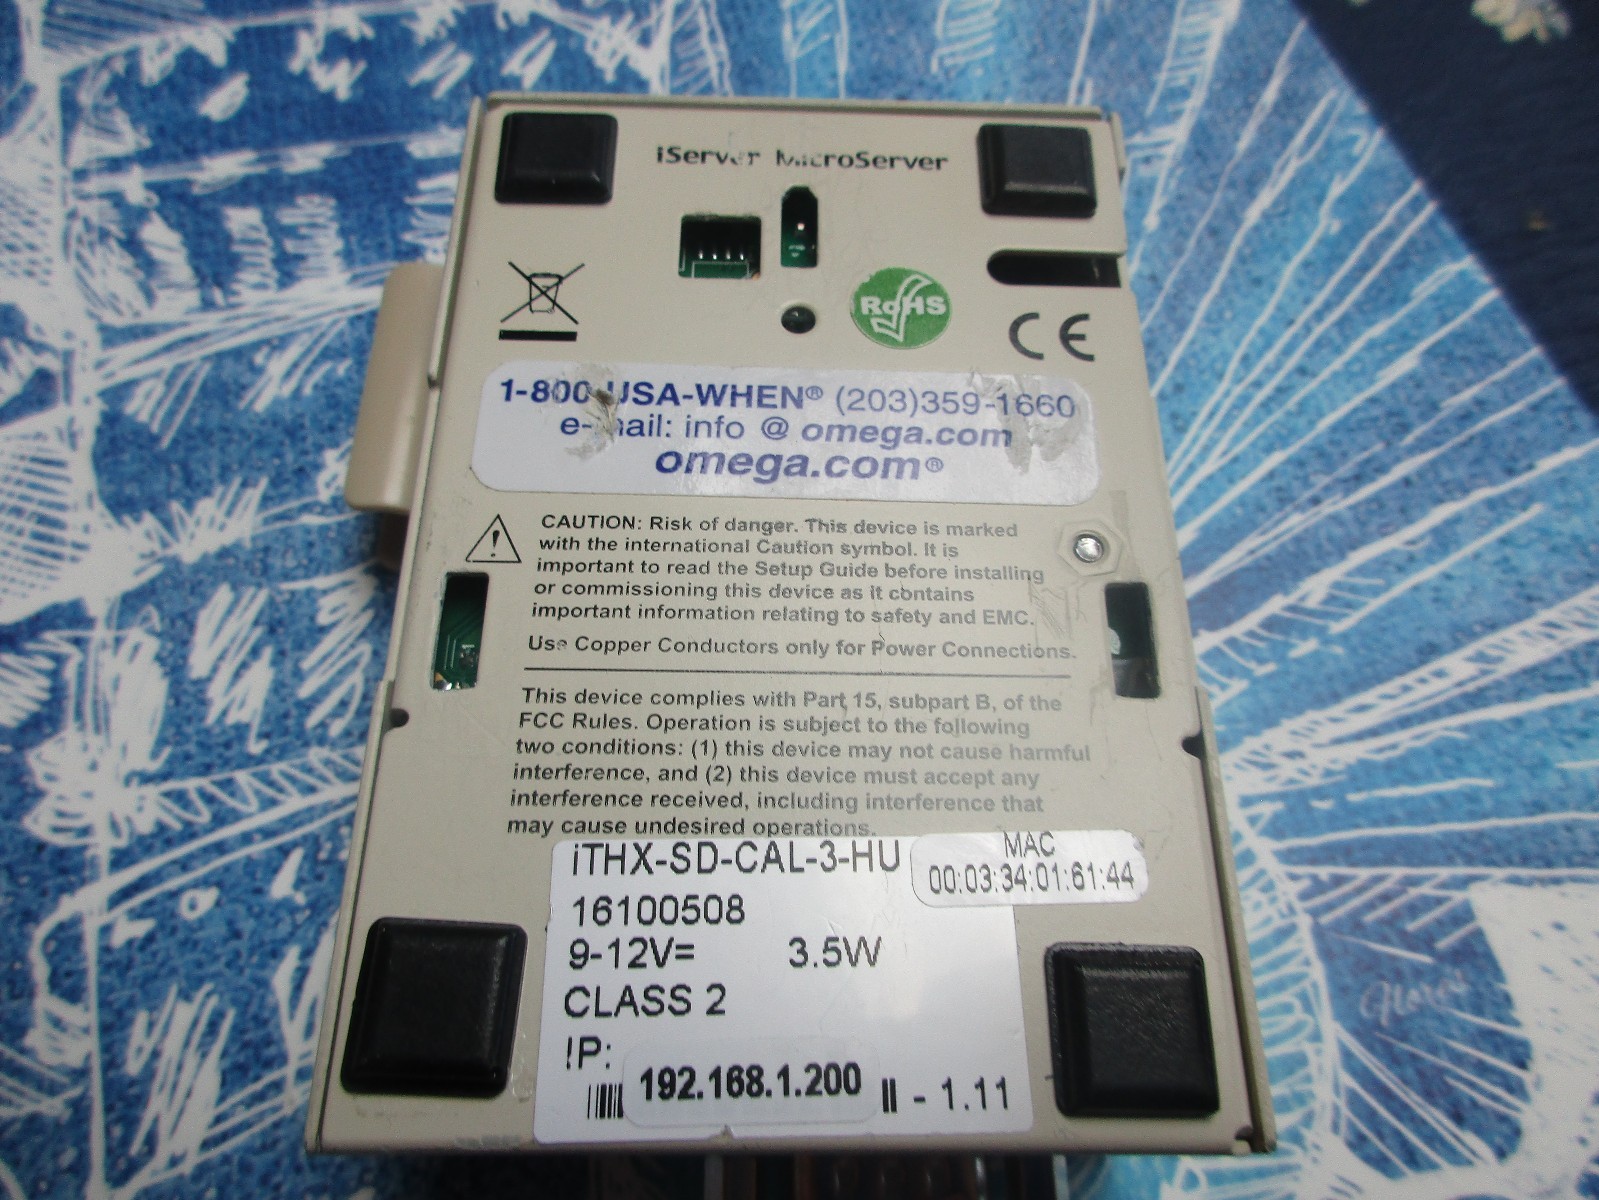 iServer MicroServer
RoHS
CE
1-800-USA-WHEN® (203)359-1660
e-mail: info @ omega.com
omega.com®
CAUTION: Risk of danger. This device is marked
with the international Caution symbol. It is
important to read the Setup Guide before installing
or commissioning this device as it contains
important information relating to safety and EMC.
Use Copper Conductors only for Power Connections.
This device complies with Part 15, subpart B, of the
FCC Rules. Operation is subject to the following
two conditions: (1) this device may not cause harmful
interference, and (2) this device must accept any
interference received, including interference that
may cause undesired operations.
iTHX-SD-CAL-3-HU
MAC
00:03:34:01:61:44
16100508
9-12V= 3.5W
CLASS 2
IP:
192.168.1.200
- 1.11